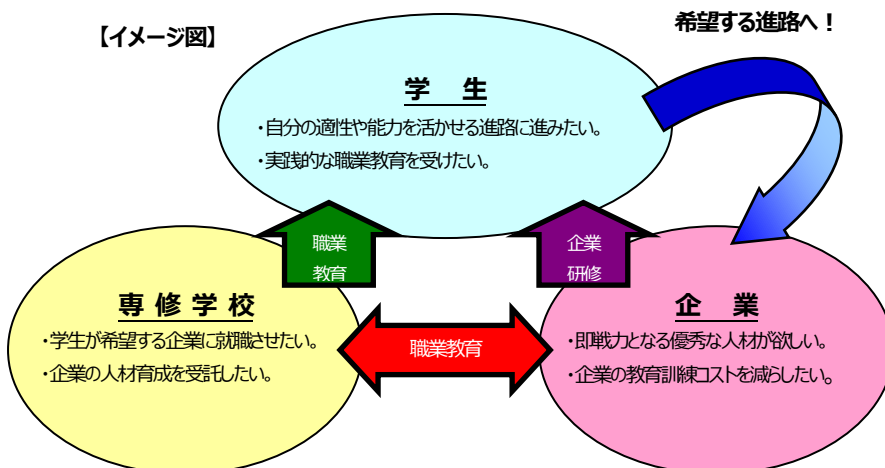 【イメージ図】
希望する進路へ！
学　生
・自分の適性や能力を活かせる進路に進みたい。
・実践的な職業教育を受けたい。
職業
教育
企業
研修
専修学校
・学生が希望する企業に就職させたい。
・企業の人材育成を受託したい。
職業教育
企　業
・即戦力となる優秀な人材が欲しい。
・企業の教育訓練コストを減らしたい。